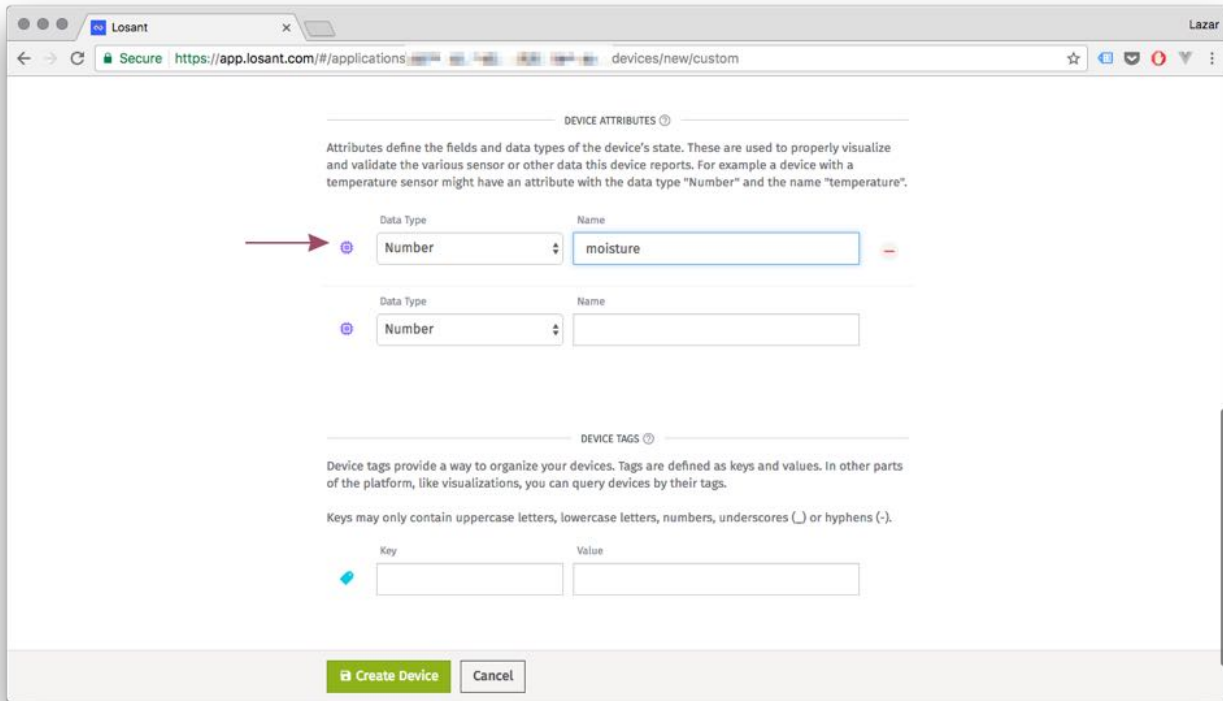 Losant
Lazar
Secure https://app.losant.com/#/applications devices/new/custom
DEVICE ATTRIBUTES
Attributes define the fields and data types of the device's state. These are used to properly visualize
and validate the various sensor or other data this device reports. For example a device with a
temperature sensor might have an attribute with the data type "Number" and the name "temperature".
Data Type Name
Number moisture
Data Type Name
Number
DEVICE TAGS
Device tags provide a way to organize your devices. Tags are defined as keys and values. In other parts
of the platform, like visualizations, you can query devices by their tags.
Keys may only contain uppercase letters, lowercase letters, numbers, underscores (_) or hyphens (-).
Key Value
Create Device Cancel